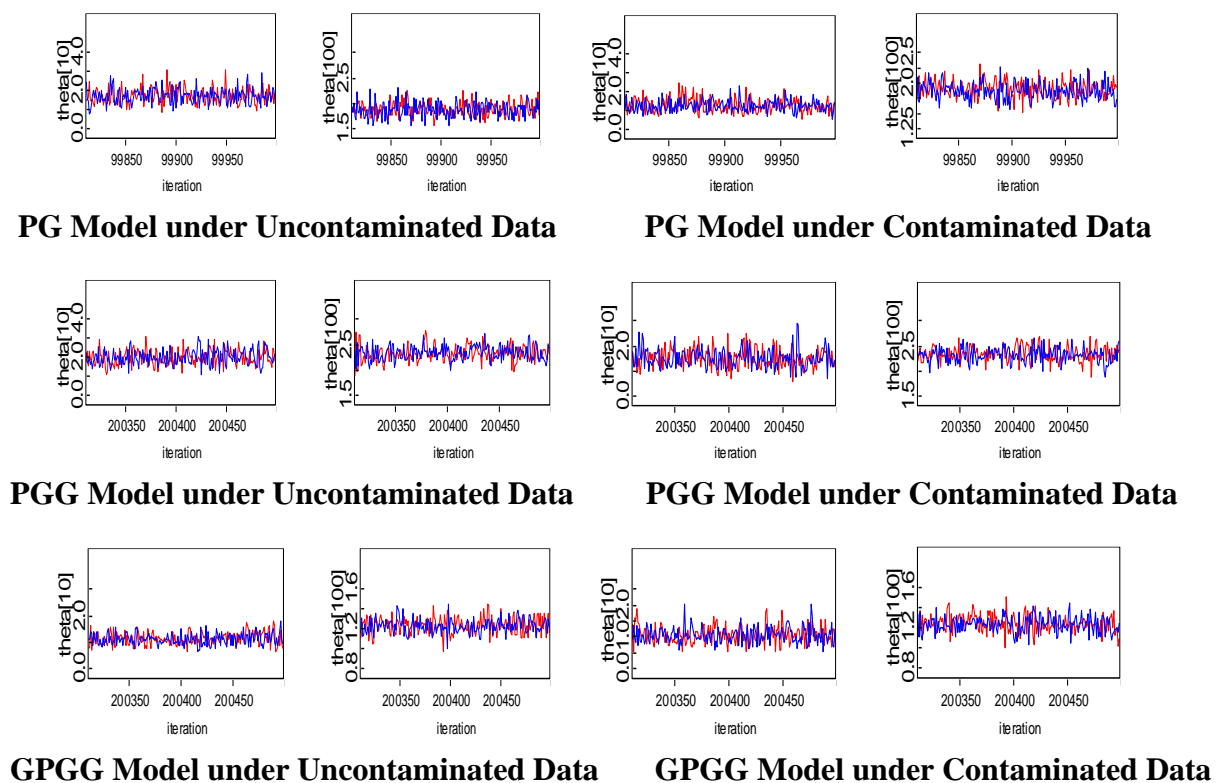 theta[10]
0.0 2.0 4.0
99850 99900 99950
iteration
theta[100]
1.5 2.5
99850 99900 99950
iteration
theta[10]
0.0 2.0 4.0
99850 99900 99950
iteration
theta[100]
1.25 2.0 2.5
99850 99900 99950
iteration
PG Model under Uncontaminated Data
PG Model under Contaminated Data
theta[10]
0.0 2.0 4.0
200350 200400 200450
iteration
theta[100]
1.5 2.5
200350 200400 200450
iteration
theta[10]
0.0 2.0
200350 200400 200450
iteration
theta[100]
1.5 2.5
200350 200400 200450
iteration
PGG Model under Uncontaminated Data
PGG Model under Contaminated Data
theta[10]
0.0 2.0
200350 200400 200450
iteration
theta[100]
0.8 1.2 1.6
200350 200400 200450
iteration
theta[10]
0.0 1.0 2.0
200350 200400 200450
iteration
theta[100]
0.8 1.2 1.6
200350 200400 200450
iteration
GPGG Model under Uncontaminated Data
GPGG Model under Contaminated Data